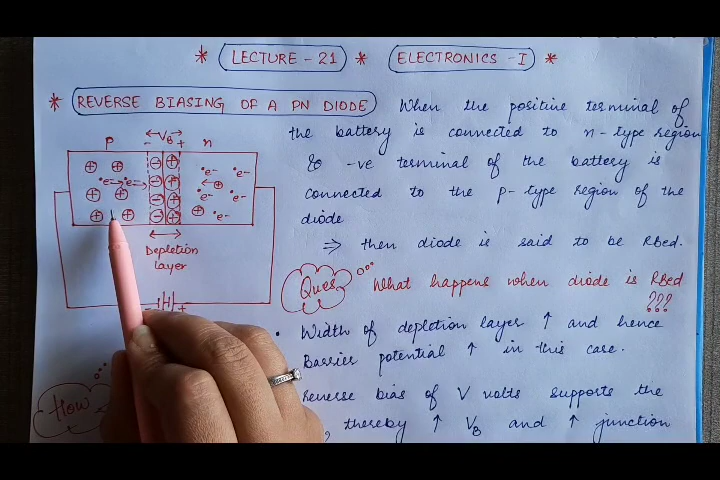 * LECTURE - 21 * ELECTRONICS - I *
* REVERSE BIASING OF A PN DIODE When the positive terminal of
the battery is connected to n-type region
& -ve terminal of the battery is
connected to the p-type region of the
diode
⇒ then diode is said to be RBed.
P ←VB→ n
- +
e- e- e- e- e- e- e-
Depletion
Layer
- +
Ques What happens when diode is RBed
???
• Width of depletion layer ↑ and hence
Barrier potential ↑ in this case.
How
Reverse bias of V volts supports the
, thereby ↑ VB and ↑ junction